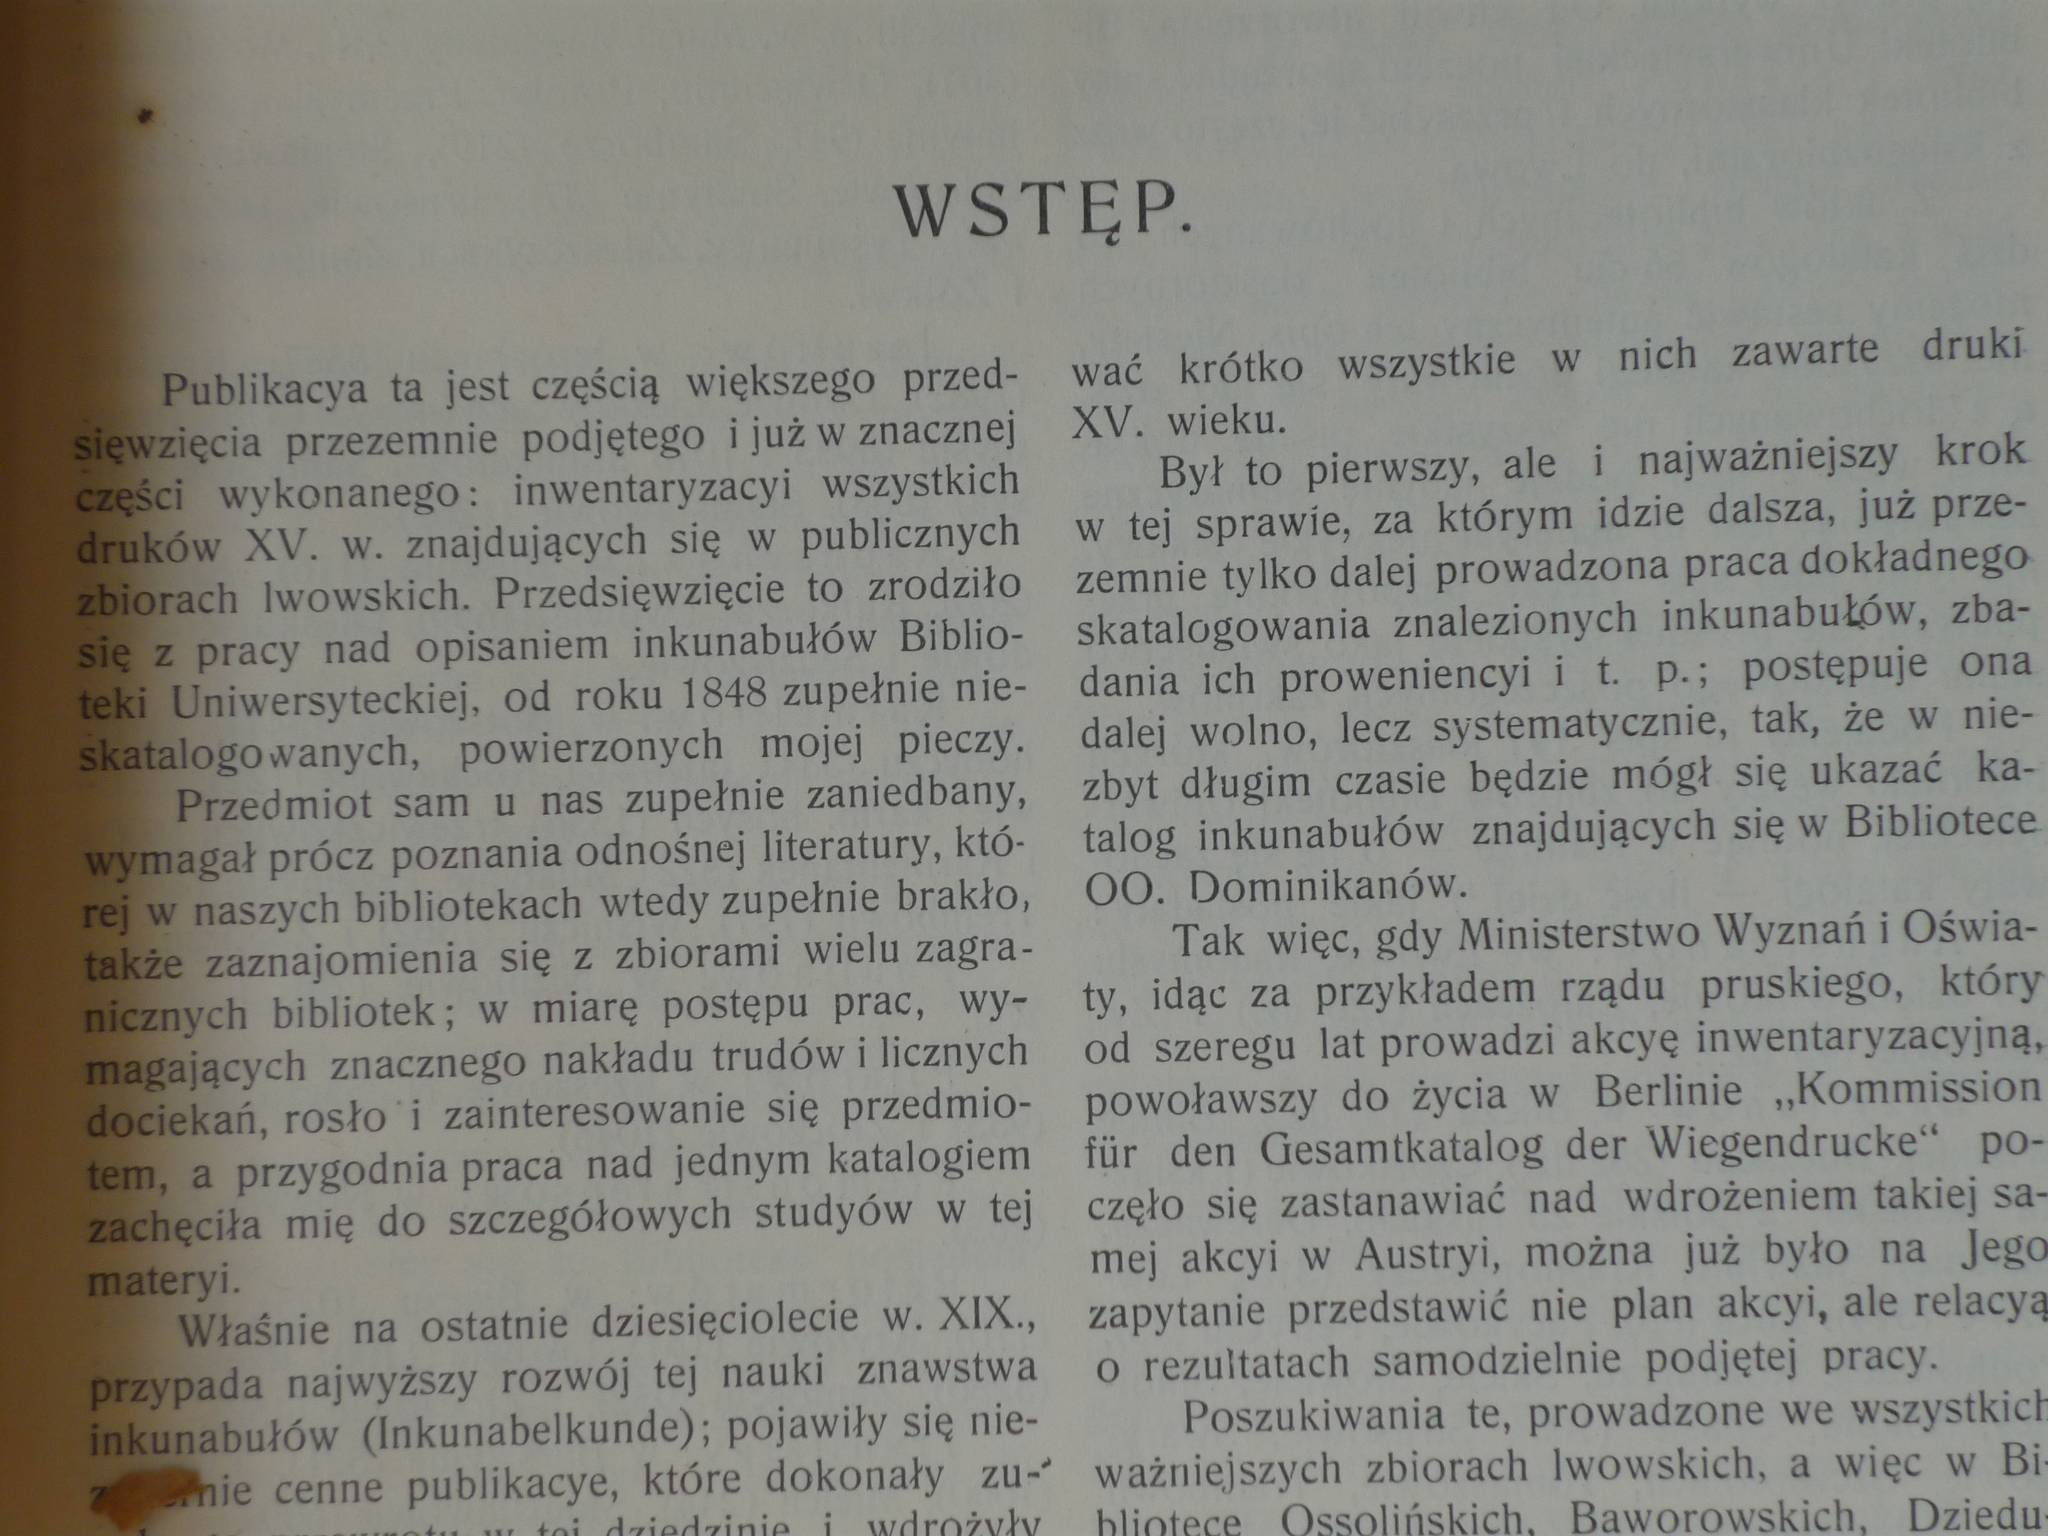 WSTĘP.
Publikacya ta jest częścią większego przed-
sięwzięcia przezemnie podjętego i już w znacznej
części wykonanego: inwentaryzacyi wszystkich
druków XV. w. znajdujących się w publicznych
zbiorach lwowskich. Przedsięwzięcie to zrodziło
się z pracy nad opisaniem inkunabułów Biblio-
teki Uniwersyteckiej, od roku 1848 zupełnie nie-
skatalogowanych, powierzonych mojej pieczy.
Przedmiot sam u nas zupełnie zaniedbany,
wymagał prócz poznania odnośnej literatury, któ-
rej w naszych bibliotekach wtedy zupełnie brakło,
także zaznajomienia się z zbiorami wielu zagra-
nicznych bibliotek; w miarę postępu prac, wy-
magających znacznego nakładu trudów i licznych
dociekań, rosło i zainteresowanie się przedmio-
tem, a przygodnia praca nad jednym katalogiem
zachęciła mię do szczegółowych studyów w tej
materyi.
Właśnie na ostatnie dziesięciolecie w. XIX.,
przypada najwyższy rozwój tej nauki znawstwa
inkunabułów (Inkunabelkunde); pojawiły się nie-
cenne publikacye, które dokonały zu-
w tej dziedzinie i wdrożyły
wać krótko wszystkie w nich zawarte druki
XV. wieku.
Był to pierwszy, ale i najważniejszy krok
w tej sprawie, za którym idzie dalsza, już prze-
zemnie tylko dalej prowadzona praca dokładnego
skatalogowania znalezionych inkunabułów, zba-
dania ich proweniencyi i t. p.; postępuje ona
dalej wolno, lecz systematycznie, tak, że w nie-
zbyt długim czasie będzie mógł się ukazać ka-
talog inkunabułów znajdujących się w Bibliotece
OO. Dominikanów.
Tak więc, gdy Ministerstwo Wyznań i Oświa-
ty, idąc za przykładem rządu pruskiego, który
od szeregu lat prowadzi akcyę inwentaryzacyjną,
powoławszy do życia w Berlinie „Kommission
für den Gesamtkatalog der Wiegendrucke“ po-
częło się zastanawiać nad wdrożeniem takiej sa-
mej akcyi w Austryi, można już było na Jego
zapytanie przedstawić nie plan akcyi, ale relacyą
o rezultatach samodzielnie podjętej pracy.
Poszukiwania te, prowadzone we wszystkich
ważniejszych zbiorach lwowskich, a więc w Bi-
bliotece Ossolińskich, Baworowskich, Dziedu-